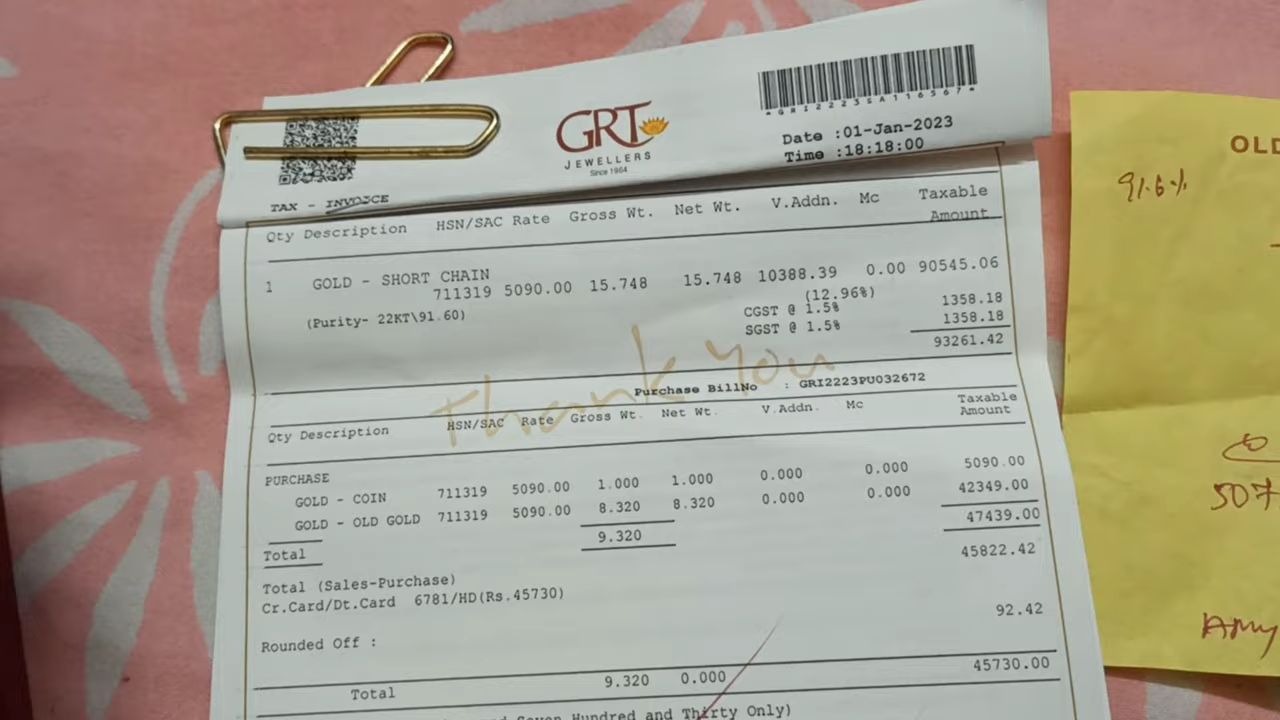 GRT
JEWELLERS
Since 1964
*GRI2223SA116567*
Date :01-Jan-2023
Time :18:18:00
TAX - INVOICE
Qty Description HSN/SAC Rate Gross Wt. Net Wt. V.Addn. Mc Taxable Amount
1 GOLD - SHORT CHAIN
711319 5090.00 15.748 15.748 10388.39 0.00 90545.06
(12.96%)
(Purity- 22KT\91.60)
CGST @ 1.5% 1358.18
SGST @ 1.5% 1358.18
93261.42
Thank You
Purchase BillNo : GRI2223PU032672
Qty Description HSN/SAC Rate Gross Wt. Net Wt. V.Addn. Mc Taxable Amount
PURCHASE
GOLD - COIN 711319 5090.00 1.000 1.000 0.000 0.000 5090.00
GOLD - OLD GOLD 711319 5090.00 8.320 8.320 0.000 0.000 42349.00
Total 9.320 47439.00
Total (Sales-Purchase) 45822.42
Cr.Card/Dt.Card 6781/HD(Rs.45730)
Rounded Off : 92.42
Total 9.320 0.000 45730.00
Seven Hundred and Thirty Only)
OLD
91.6%
507